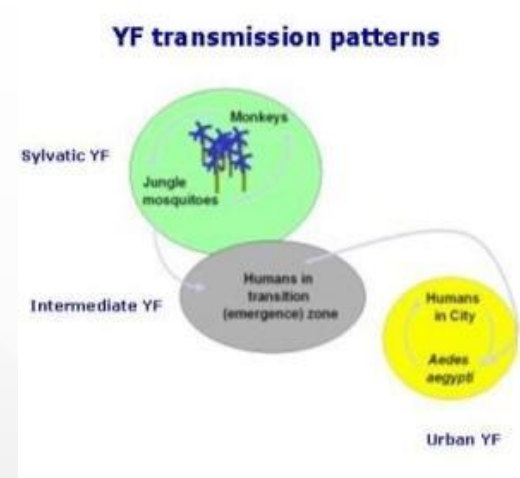 YF transmission patterns
Monkeys
Sylvatic YF
Jungle
mosquitoes
Humans in
transition
(emergence) zone
Intermediate YF
Humans
in City
Aedes
aegypti
Urban YF